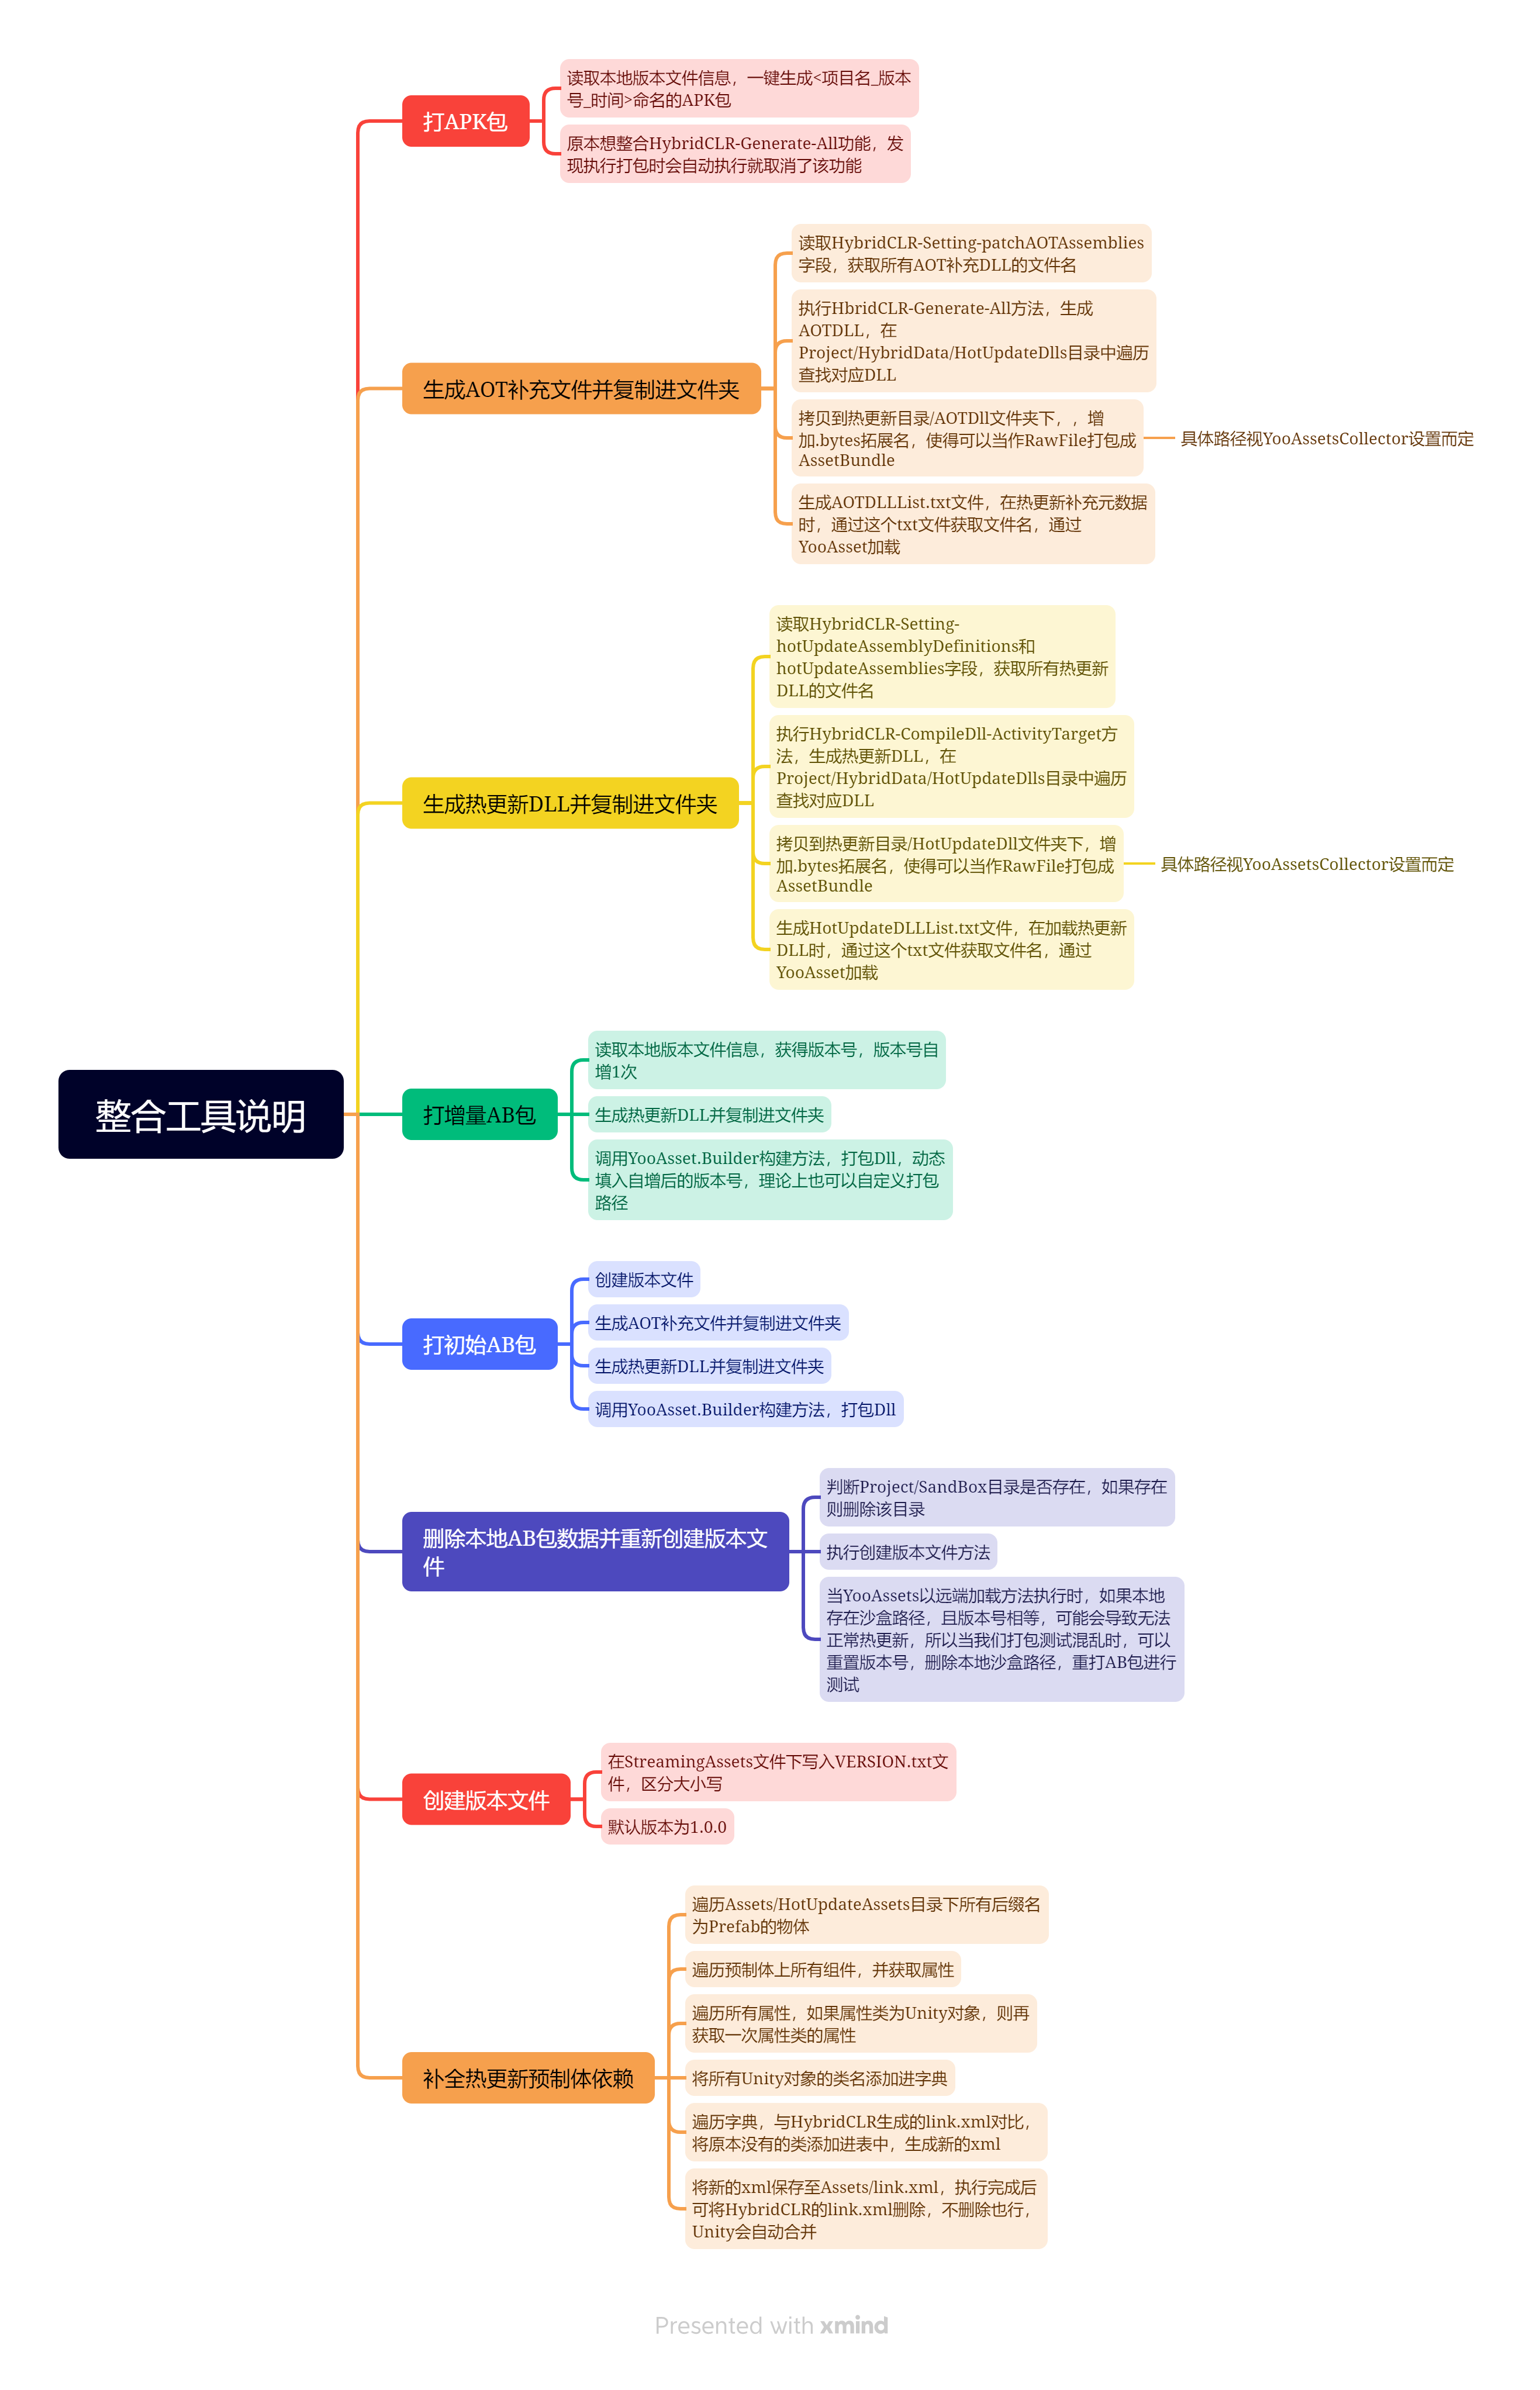 整合工具说明
打APK包
读取本地版本文件信息，一键生成<项目名_版本
号_时间>命名的APK包
原本想整合HybridCLR-Generate-All功能，发
现执行打包时会自动执行就取消了该功能
生成AOT补充文件并复制进文件夹
读取HybridCLR-Setting-patchAOTAssemblies
字段，获取所有AOT补充DLL的文件名
执行HbridCLR-Generate-All方法，生成
AOTDLL，在
Project/HybridData/HotUpdateDlls目录中遍历
查找对应DLL
拷贝到热更新目录/AOTDll文件夹下，，增
加.bytes拓展名，使得可以当作RawFile打包成
AssetBundle
具体路径视YooAssetsCollector设置而定
生成AOTDLLList.txt文件，在热更新补充元数据
时，通过这个txt文件获取文件名，通过
YooAsset加载
生成热更新DLL并复制进文件夹
读取HybridCLR-Setting-
hotUpdateAssemblyDefinitions和
hotUpdateAssemblies字段，获取所有热更新
DLL的文件名
执行HybridCLR-CompileDll-ActivityTarget方
法，生成热更新DLL，在
Project/HybridData/HotUpdateDlls目录中遍历
查找对应DLL
拷贝到热更新目录/HotUpdateDll文件夹下，增
加.bytes拓展名，使得可以当作RawFile打包成
AssetBundle
具体路径视YooAssetsCollector设置而定
生成HotUpdateDLLList.txt文件，在加载热更新
DLL时，通过这个txt文件获取文件名，通过
YooAsset加载
打增量AB包
读取本地版本文件信息，获得版本号，版本号自
增1次
生成热更新DLL并复制进文件夹
调用YooAsset.Builder构建方法，打包Dll，动态
填入自增后的版本号，理论上也可以自定义打包
路径
打初始AB包
创建版本文件
生成AOT补充文件并复制进文件夹
生成热更新DLL并复制进文件夹
调用YooAsset.Builder构建方法，打包Dll
删除本地AB包数据并重新创建版本文
件
判断Project/SandBox目录是否存在，如果存在
则删除该目录
执行创建版本文件方法
当YooAssets以远端加载方法执行时，如果本地
存在沙盒路径，且版本号相等，可能会导致无法
正常热更新，所以当我们打包测试混乱时，可以
重置版本号，删除本地沙盒路径，重打AB包进行
测试
创建版本文件
在StreamingAssets文件下写入VERSION.txt文
件，区分大小写
默认版本为1.0.0
补全热更新预制体依赖
遍历Assets/HotUpdateAssets目录下所有后缀名
为Prefab的物体
遍历预制体上所有组件，并获取属性
遍历所有属性，如果属性类为Unity对象，则再
获取一次属性类的属性
将所有Unity对象的类名添加进字典
遍历字典，与HybridCLR生成的link.xml对比，
将原本没有的类添加进表中，生成新的xml
将新的xml保存至Assets/link.xml，执行完成后
可将HybridCLR的link.xml删除，不删除也行，
Unity会自动合并
Presented with xmind